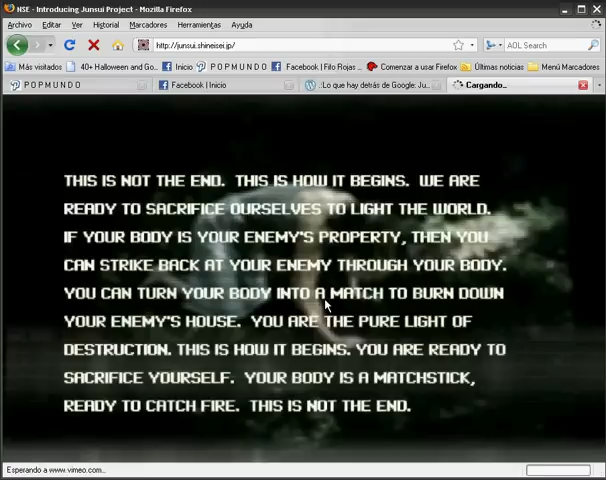 NSE - Introducing Junsui Project - Mozilla Firefox
Archivo Editar Ver Historial Marcadores Herramientas Ayuda
http://junsui.shineisei.jp/ AOL Search
Más visitados 40+ Halloween and Go... Inicio P O P M U N D O Facebook | Inicio Facebook | Filo Rojas ... Comenzar a usar Firefox Últimas noticias Menú Marcadores
P O P M U N D O Facebook | Inicio ::Lo que hay detrás de Google: Ju... Cargando...
THIS IS NOT THE END. THIS IS HOW IT BEGINS. WE ARE
READY TO SACRIFICE OURSELVES TO LIGHT THE WORLD.
IF YOUR BODY IS YOUR ENEMY'S PROPERTY, THEN YOU
CAN STRIKE BACK AT YOUR ENEMY THROUGH YOUR BODY.
YOU CAN TURN YOUR BODY INTO A MATCH TO BURN DOWN
YOUR ENEMY'S HOUSE. YOU ARE THE PURE LIGHT OF
DESTRUCTION. THIS IS HOW IT BEGINS. YOU ARE READY TO
SACRIFICE YOURSELF. YOUR BODY IS A MATCHSTICK,
READY TO CATCH FIRE. THIS IS NOT THE END.
Esperando a www.vimeo.com...